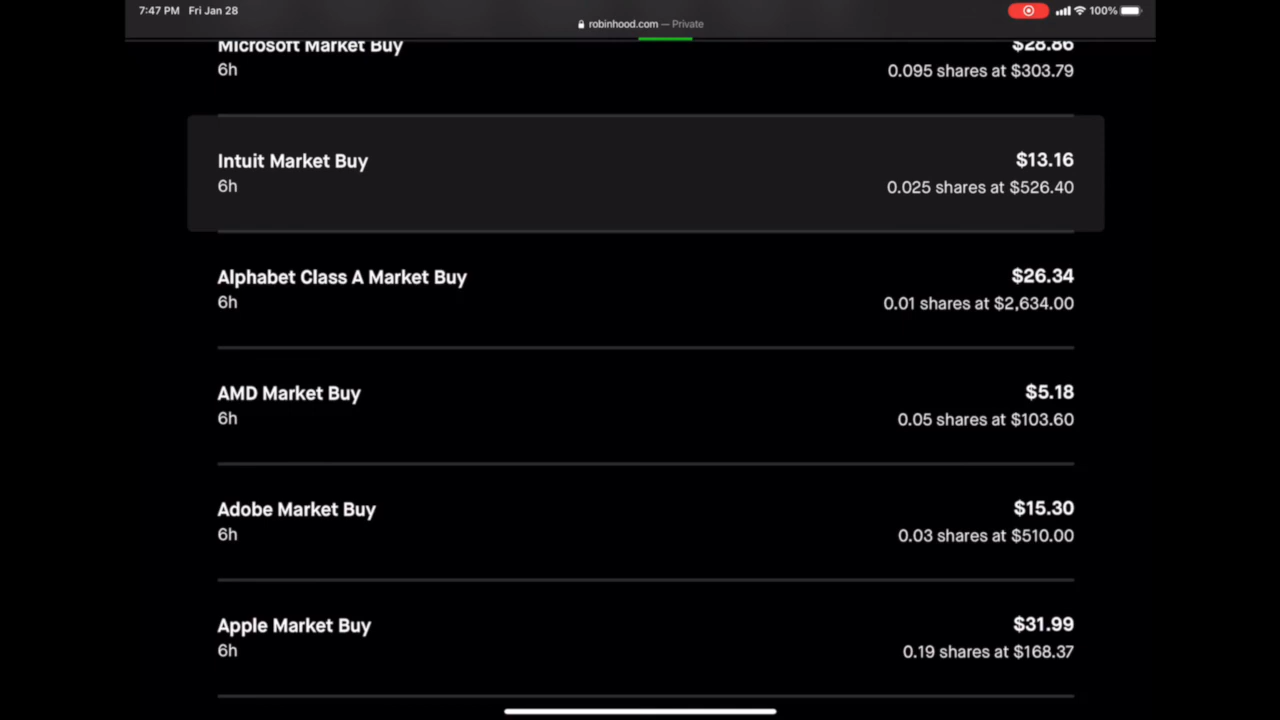 7:47 PM Fri Jan 28
100%
robinhood.com — Private
Microsoft Market Buy
$28.86
6h
0.095 shares at $303.79
Intuit Market Buy
$13.16
6h
0.025 shares at $526.40
Alphabet Class A Market Buy
$26.34
6h
0.01 shares at $2,634.00
AMD Market Buy
$5.18
6h
0.05 shares at $103.60
Adobe Market Buy
$15.30
6h
0.03 shares at $510.00
Apple Market Buy
$31.99
6h
0.19 shares at $168.37